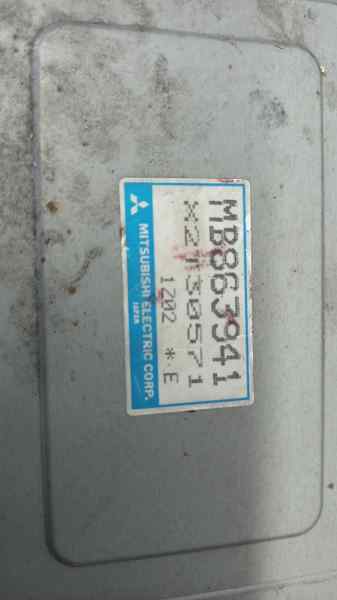 MB863941
X2T30571
1202 *·E
MITSUBISHI ELECTRIC CORP.
JAPAN